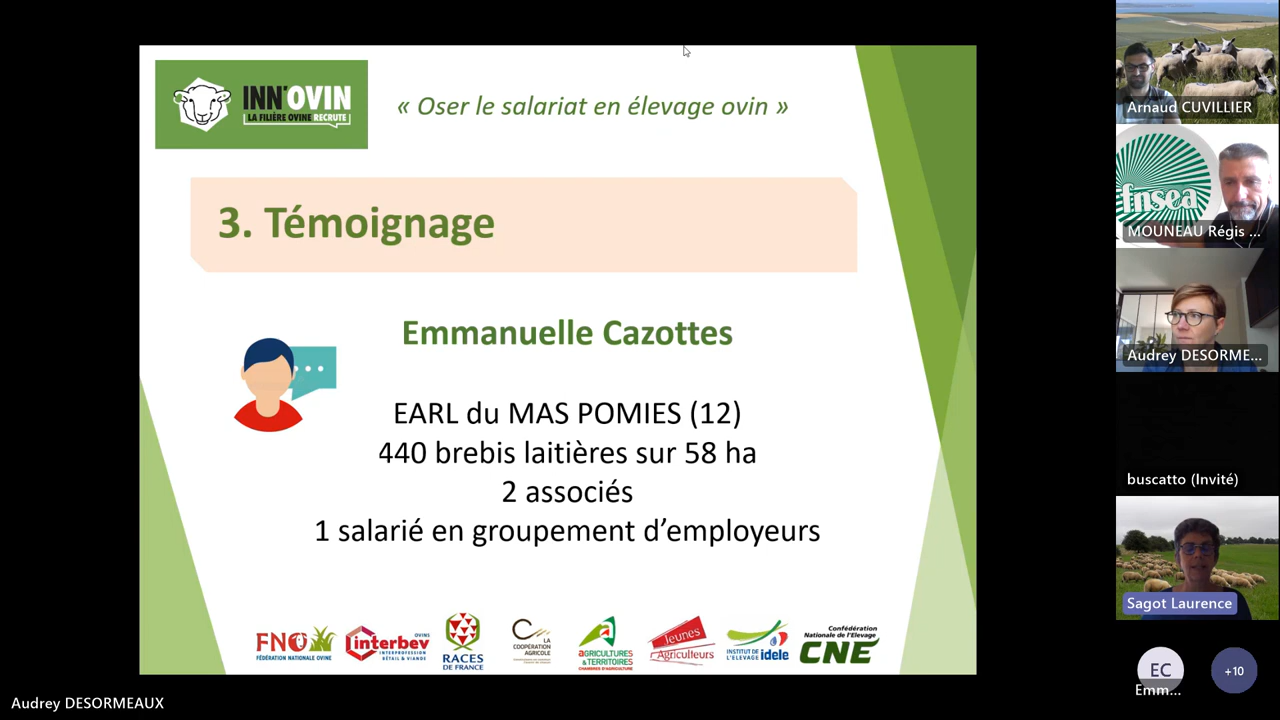 INN'OVIN
LA FILIÈRE OVINE RECRUTE
« Oser le salariat en élevage ovin »
3. Témoignage
Emmanuelle Cazottes
EARL du MAS POMIES (12)
440 brebis laitières sur 58 ha
2 associés
1 salarié en groupement d'employeurs
FNO
FÉDÉRATION NATIONALE OVINE
interbev
OVINS
INTERPROFESSION
BÉTAIL & VIANDE
RACES
DE FRANCE
LA
COOPÉRATION
AGRICOLE
AGRICULTURES
& TERRITOIRES
CHAMBRES D'AGRICULTURE
Jeunes
Agriculteurs
INSTITUT DE
L'ELEVAGE idele
Confédération
Nationale de l'Elevage
CNE
Arnaud CUVILLIER
fnsea
MOUNEAU Régis ...
Audrey DESORME...
buscatto (Invité)
Sagot Laurence
EC
Emm...
+10
Audrey DESORMEAUX